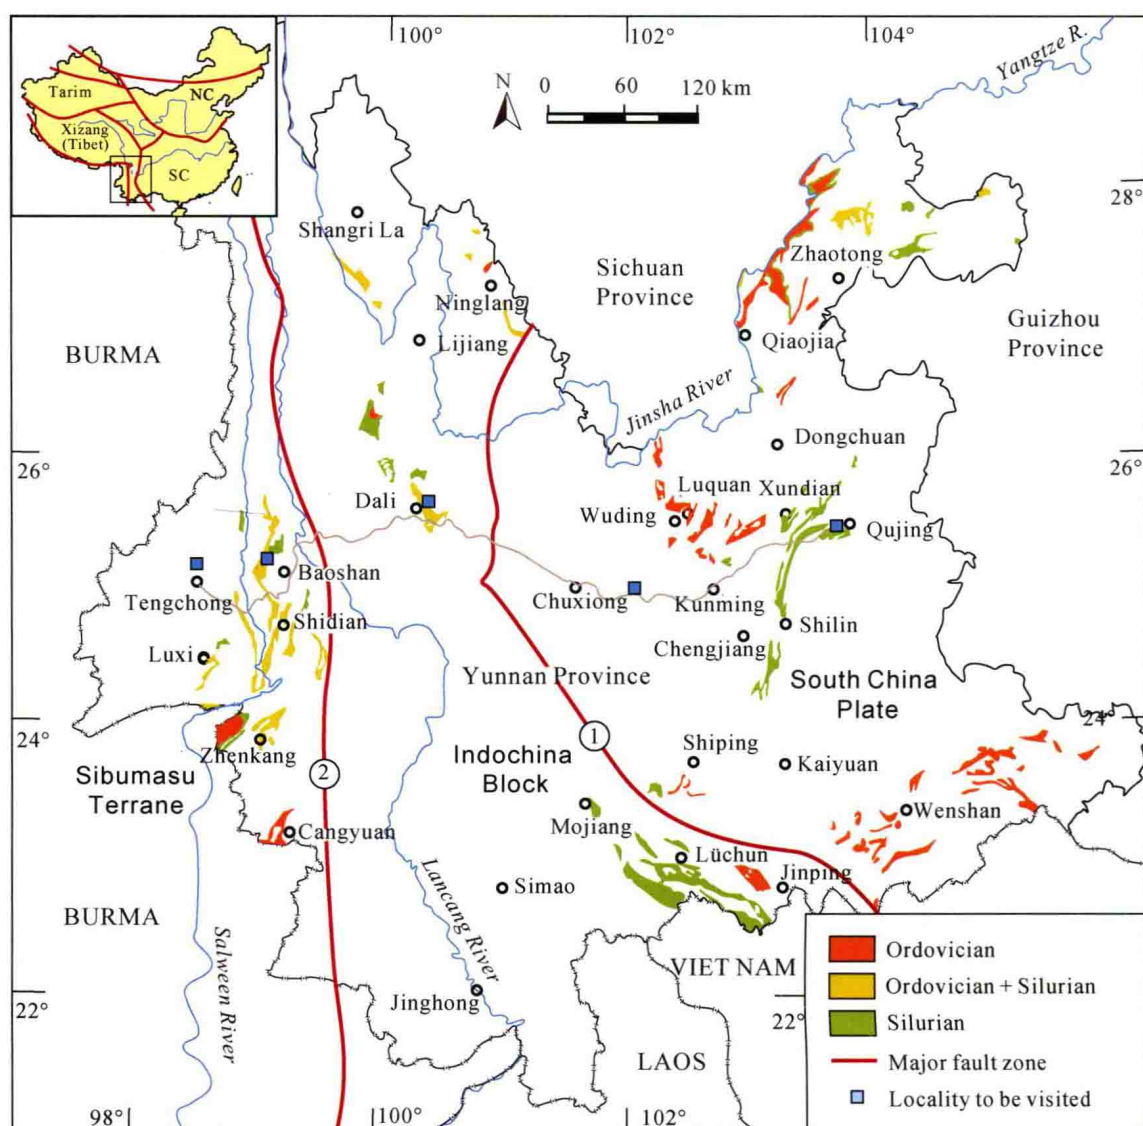 100°
102°
104°
Yangtze R.
N
0 60 120 km
Tarim
NC
Xizang
(Tibet)
SC
28°
Shangri La
Zhaotong
Sichuan
Province
Ninglang
Guizhou
Province
Qiaojia
BURMA
Lijiang
Jinsha River
Dongchuan
26°
26°
Luquan
Xundian
Dali
Wuding
Qujing
Baoshan
Tengchong
Chuxiong
Kunming
Shidian
Shilin
Chengjiang
Luxi
Yunnan Province
South China
Plate
24°
24°
1
Shiping
Zhenkang
Indochina
Block
Kaiyuan
Sibumasu
Terrane
2
Wenshan
Mojiang
Cangyuan
Lüchun
Jinping
Simao
Lancang River
BURMA
Salween River
VIET NAM
Jinghong
22°
22°
LAOS
Ordovician
Ordovician + Silurian
Silurian
Major fault zone
Locality to be visited
98°
100°
102°